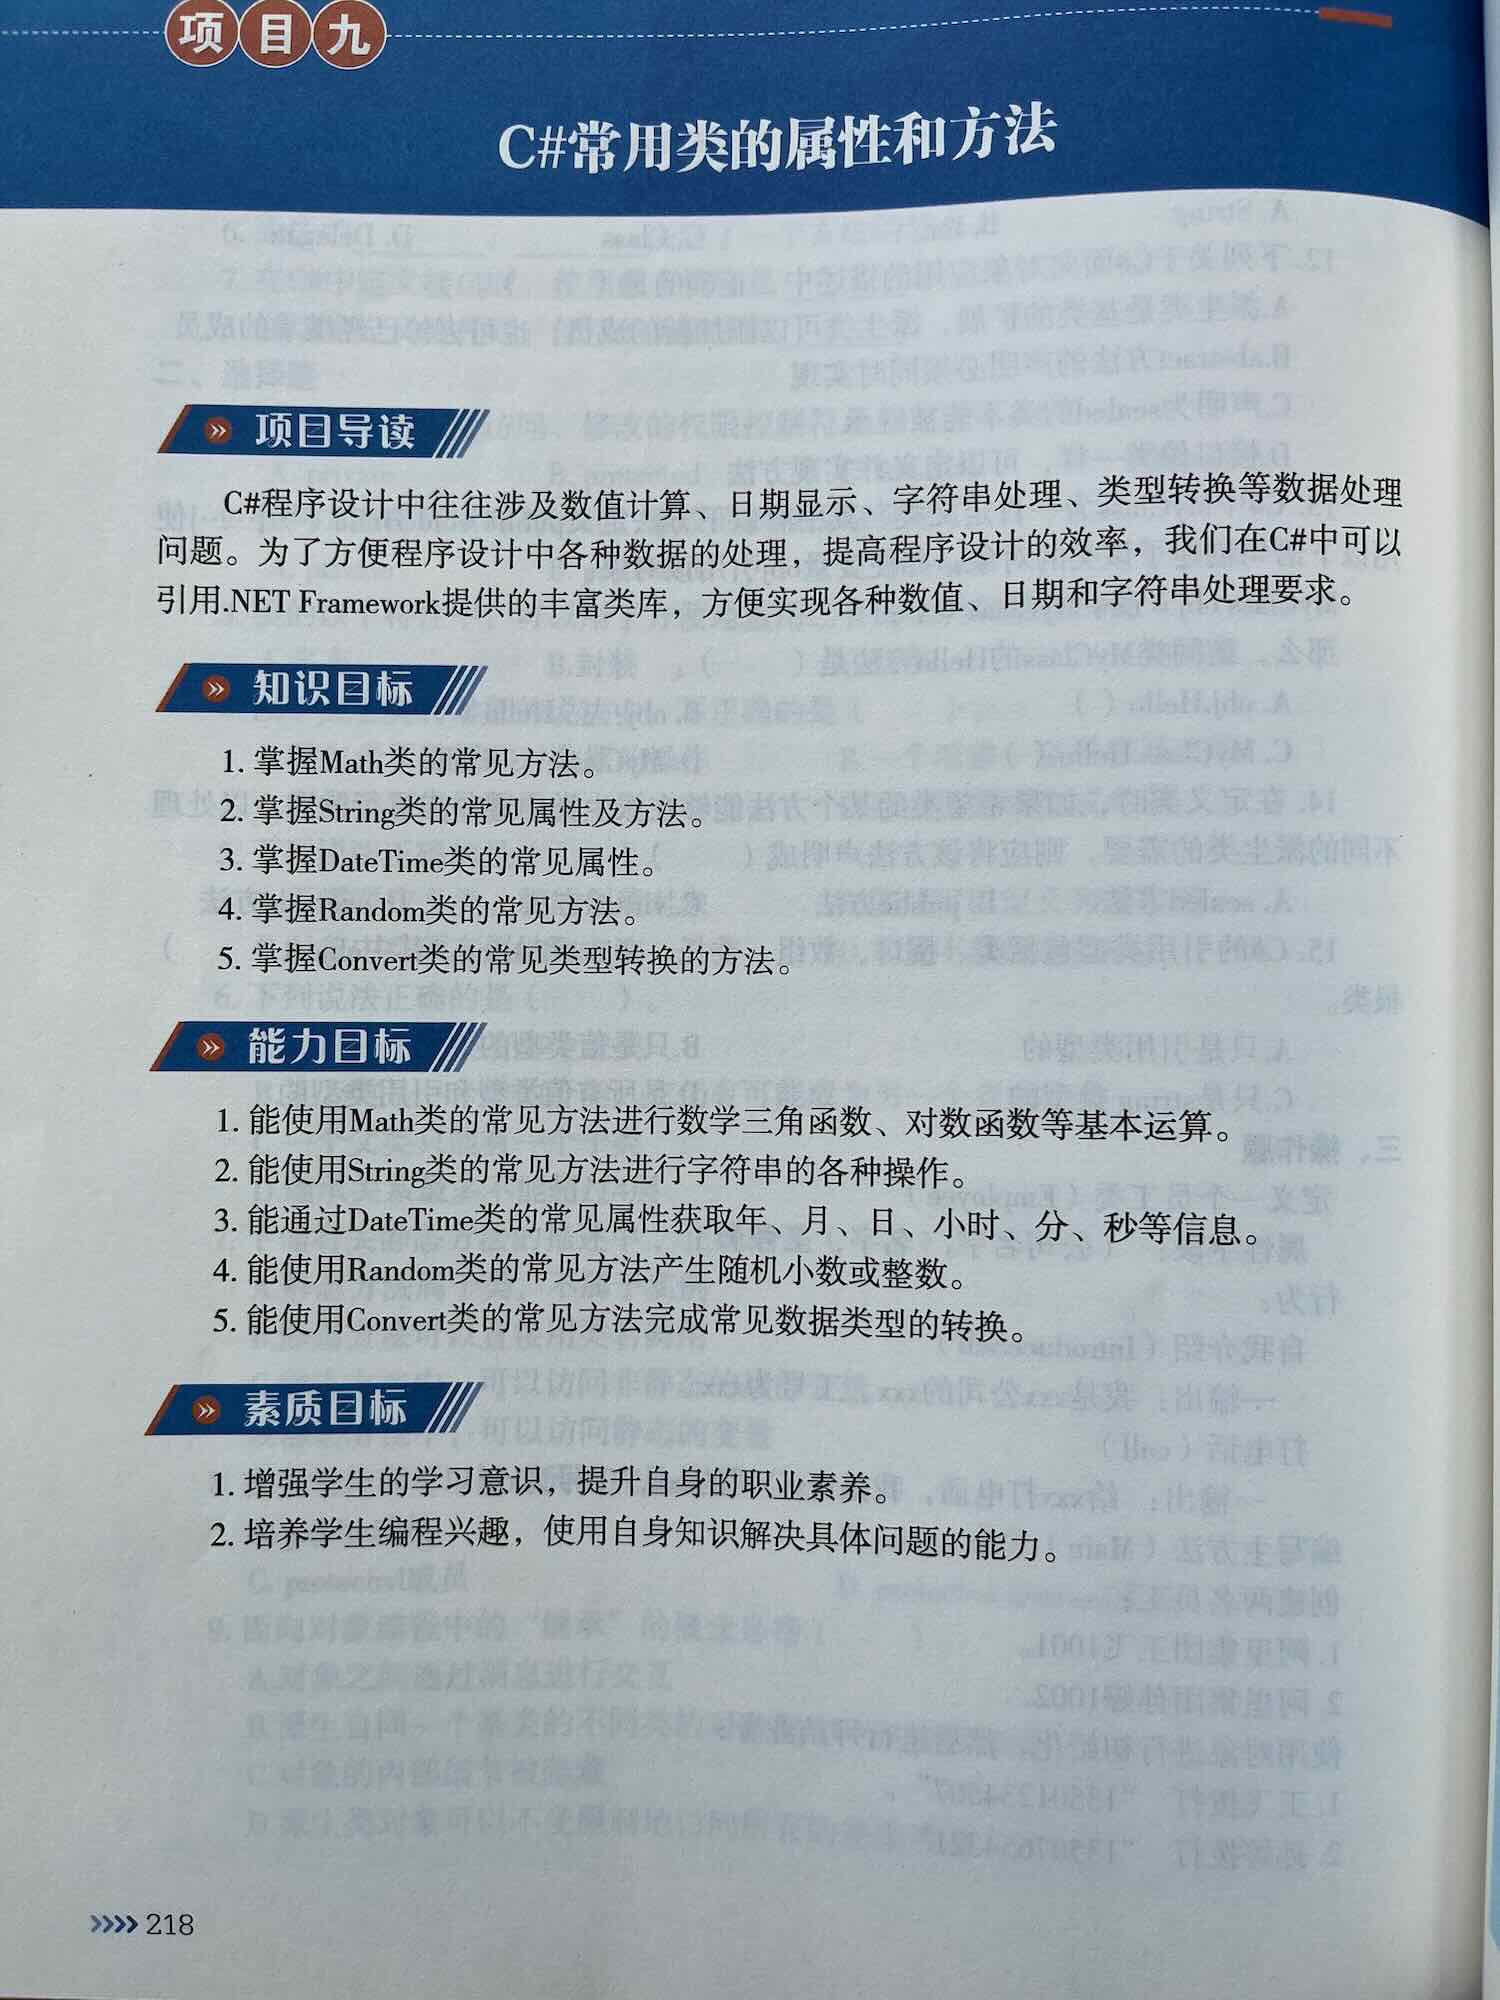 项目九
C#常用类的属性和方法
项目导读
C#程序设计中往往涉及数值计算、日期显示、字符串处理、类型转换等数据处理
问题。为了方便程序设计中各种数据的处理，提高程序设计的效率，我们在C#中可以
引用.NET Framework提供的丰富类库，方便实现各种数值、日期和字符串处理要求。
知识目标
1. 掌握Math类的常见方法。
2. 掌握String类的常见属性及方法。
3. 掌握DateTime类的常见属性。
4. 掌握Random类的常见方法。
5. 掌握Convert类的常见类型转换的方法。
能力目标
1. 能使用Math类的常见方法进行数学三角函数、对数函数等基本运算。
2. 能使用String类的常见方法进行字符串的各种操作。
3. 能通过DateTime类的常见属性获取年、月、日、小时、分、秒等信息。
4. 能使用Random类的常见方法产生随机小数或整数。
5. 能使用Convert类的常见方法完成常见数据类型的转换。
素质目标
1. 增强学生的学习意识，提升自身的职业素养。
2. 培养学生编程兴趣，使用自身知识解决具体问题的能力。
218